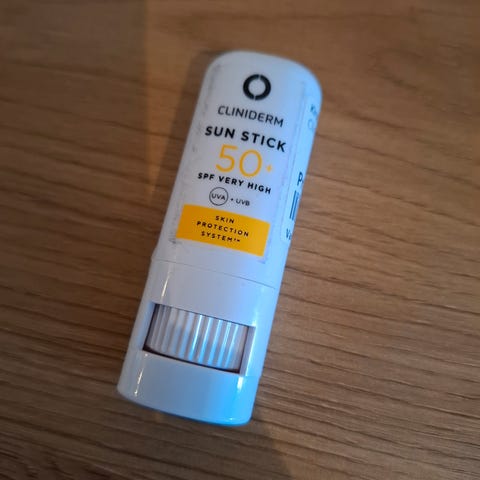 CLINIDERM
SUN STICK
50+
SPF VERY HIGH
UVA + UVB
SKIN
PROTECTION
SYSTEM™